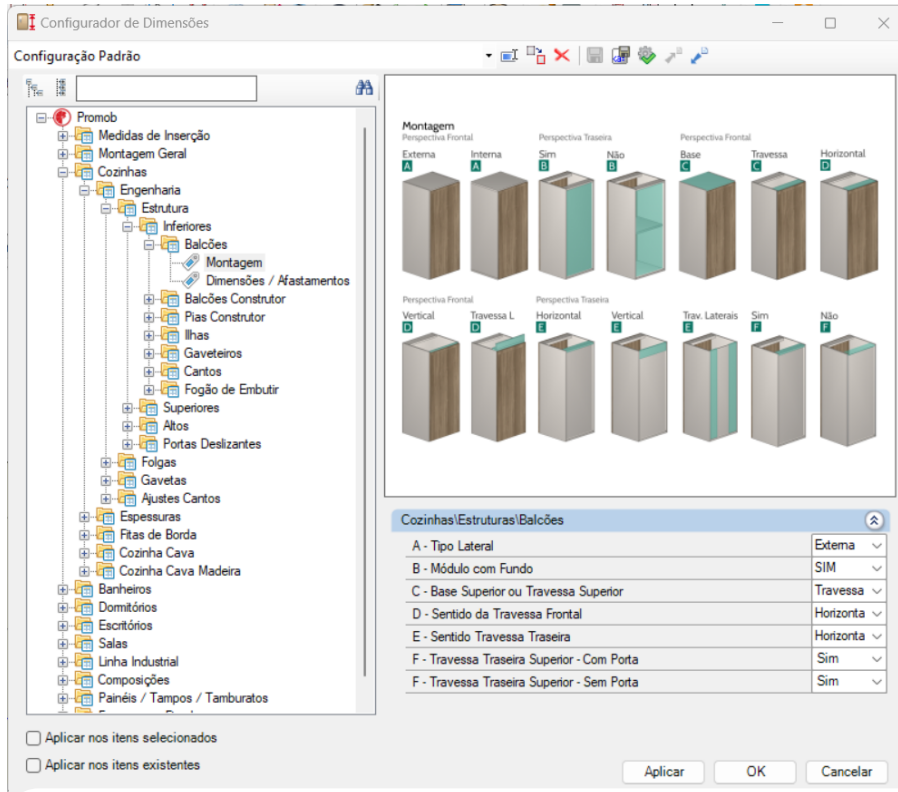 Configurador de Dimensões
Configuração Padrão
Promob
Medidas de Inserção
Montagem Geral
Cozinhas
Engenharia
Estrutura
Inferiores
Balcões
Montagem
Dimensões / Afastamentos
Balcões Construtor
Pias Construtor
Ilhas
Gaveteiros
Cantos
Fogão de Embutir
Superiores
Altos
Portas Deslizantes
Folgas
Gavetas
Ajustes Cantos
Espessuras
Fitas de Borda
Cozinha Cava
Cozinha Cava Madeira
Banheiros
Dormitórios
Escritórios
Salas
Linha Industrial
Composições
Painéis / Tampos / Tamburatos
Montagem
Perspectiva Frontal Perspectiva Traseira Perspectiva Frontal
Externa Interna Sim Não Base Travessa Horizontal
A A B B C C D
Perspectiva Frontal Perspectiva Traseira
Vertical Travessa L Horizontal Vertical Trav. Laterais Sim Não
D D E E E F F
Cozinhas\Estruturas\Balcões
A - Tipo Lateral Externa
B - Módulo com Fundo SIM
C - Base Superior ou Travessa Superior Travessa
D - Sentido da Travessa Frontal Horizonta
E - Sentido Travessa Traseira Horizonta
F - Travessa Traseira Superior - Com Porta Sim
F - Travessa Traseira Superior - Sem Porta Sim
Aplicar nos itens selecionados
Aplicar nos itens existentes
Aplicar OK Cancelar